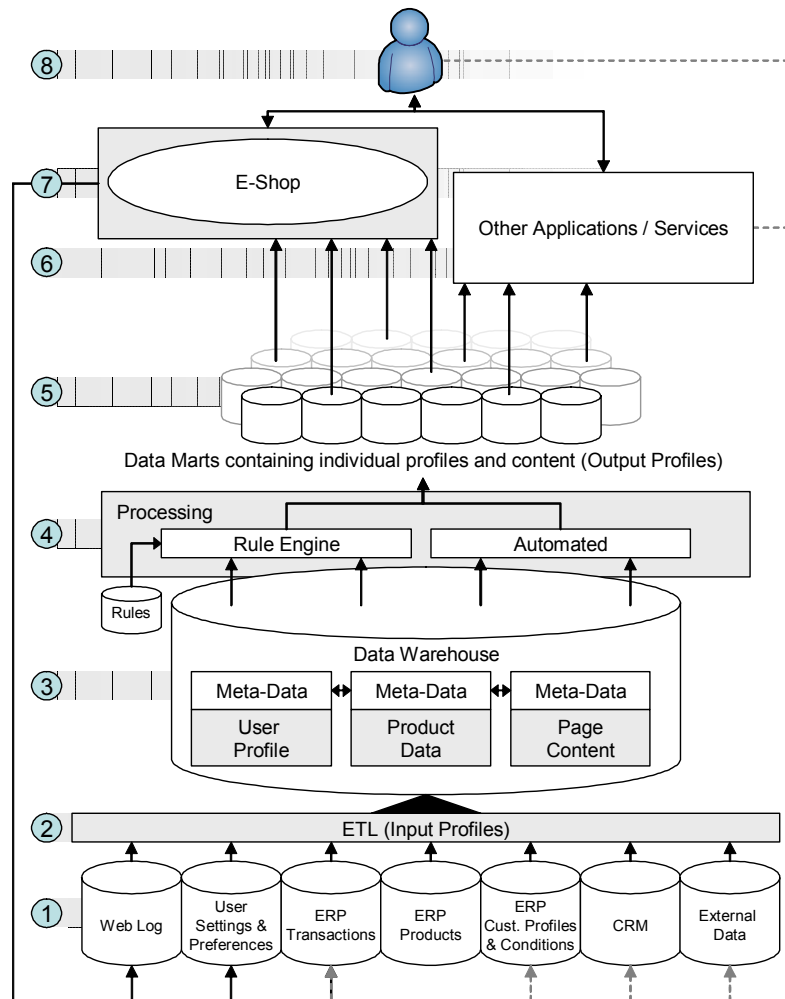 8
7
E-Shop
Other Applications / Services
6
5
Data Marts containing individual profiles and content (Output Profiles)
4
Processing
Rule Engine
Automated
Rules
Data Warehouse
3
Meta-Data
Meta-Data
Meta-Data
User
Profile
Product
Data
Page
Content
2
ETL (Input Profiles)
1
Web Log
User
Settings &
Preferences
ERP
Transactions
ERP
Products
ERP
Cust. Profiles
& Conditions
CRM
External
Data